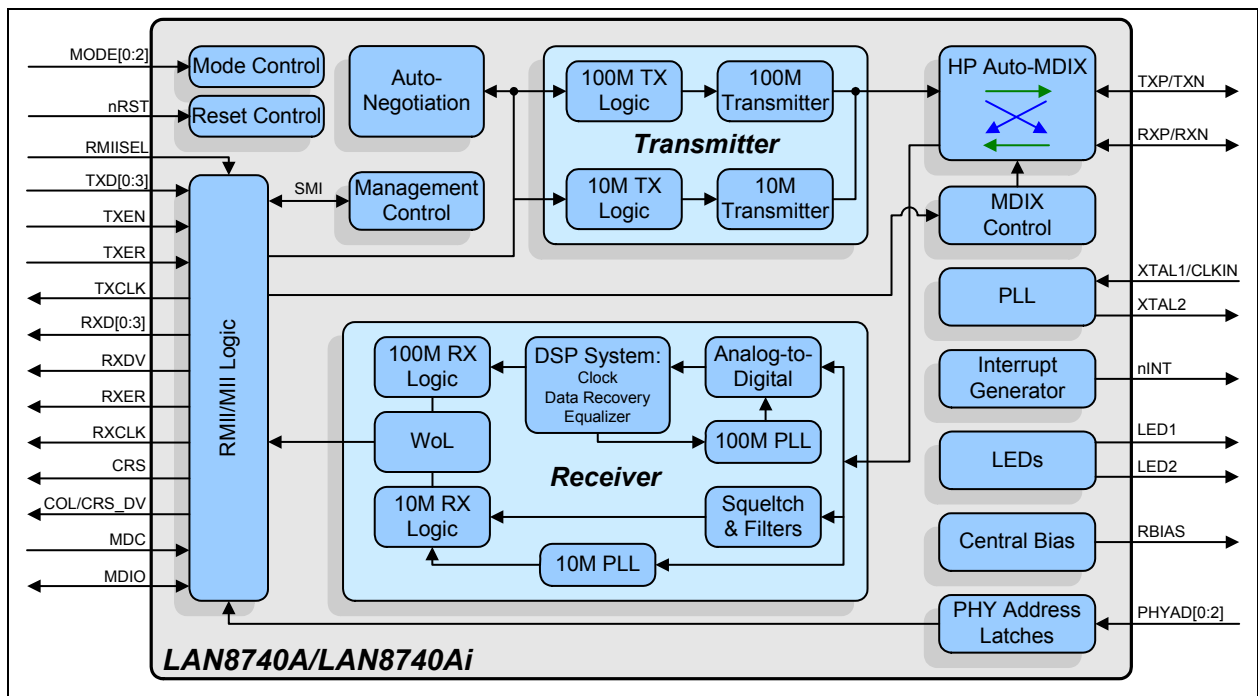 MODE[0:2]
nRST
RMIISEL
TXD[0:3]
TXEN
TXER
TXCLK
RXD[0:3]
RXDV
RXER
RXCLK
CRS
COL/CRS_DV
MDC
MDIO
Mode Control
Reset Control
RMII/MII Logic
SMI
Auto-
Negotiation
Management
Control
100M TX
Logic
100M
Transmitter
Transmitter
10M TX
Logic
10M
Transmitter
HP Auto-MDIX
MDIX
Control
PLL
Interrupt
Generator
LEDs
Central Bias
PHY Address
Latches
TXP/TXN
RXP/RXN
XTAL1/CLKIN
XTAL2
nINT
LED1
LED2
RBIAS
PHYAD[0:2]
100M RX
Logic
DSP System:
Clock
Data Recovery
Equalizer
Analog-to-
Digital
100M PLL
WoL
Receiver
10M RX
Logic
Squeltch
& Filters
10M PLL
LAN8740A/LAN8740Ai